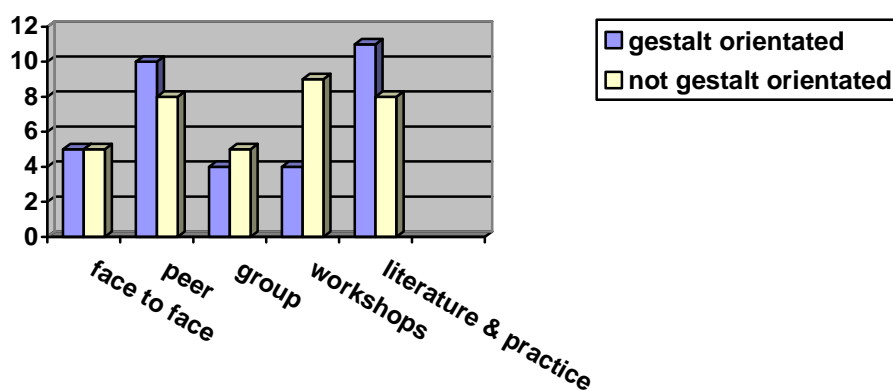 12
10
8
6
4
2
0
face to face
peer
group
workshops
literature & practice
gestalt orientated
not gestalt orientated